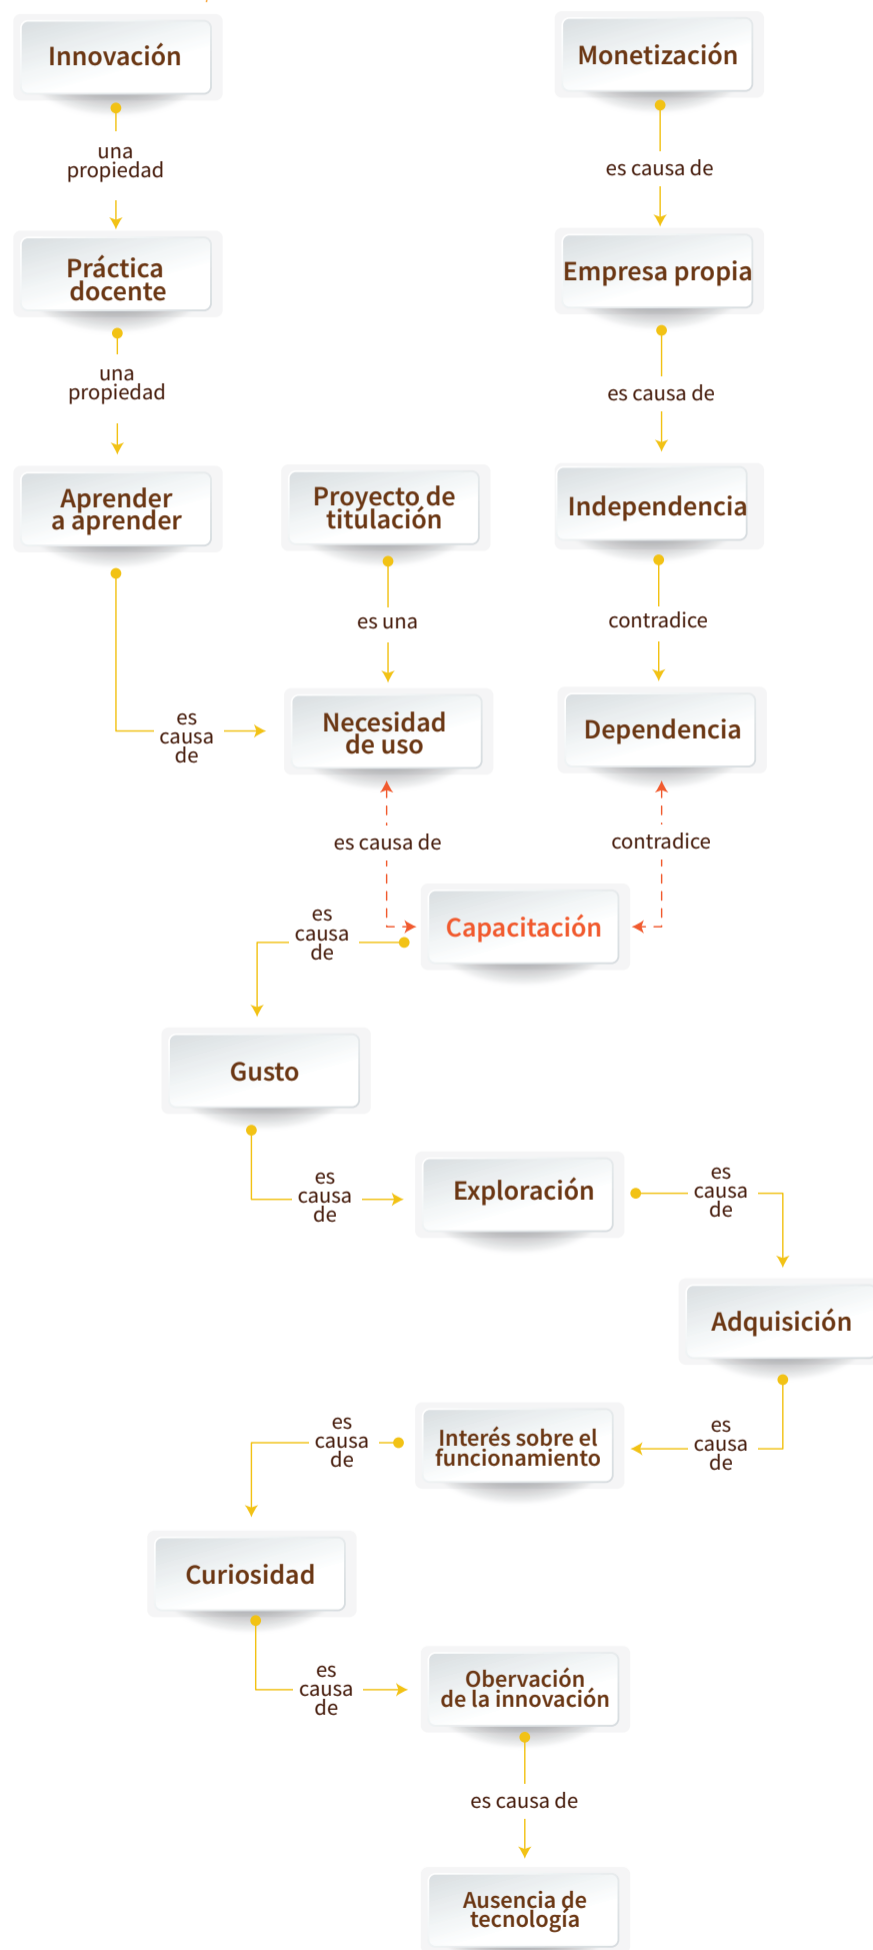 Innovación
Monetización
una
propiedad
es causa de
Práctica
docente
Empresa propia
una
propiedad
es causa de
Aprender
a aprender
Proyecto de
titulación
Independencia
es una
contradice
es
causa
de
Necesidad
de uso
Dependencia
es causa de
contradice
es
causa
de
Capacitación
Gusto
es
causa
de
Exploración
es
causa
de
Adquisición
es
causa
de
Interés sobre el
funcionamiento
es
causa
de
Curiosidad
es
causa
de
Obervación
de la innovación
es causa de
Ausencia de
tecnología